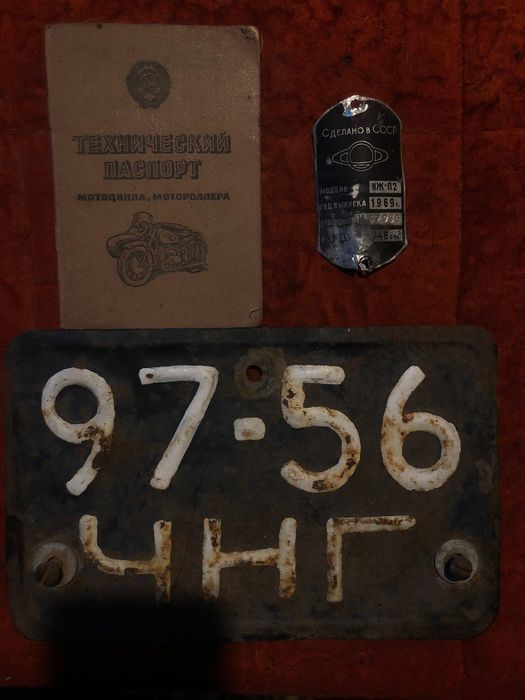 ТЕХНИЧЕСКИЙ
ПАСПОРТ
МОТОЦИКЛА, МОТОРОЛЛЕРА
СДЕЛАНО В СССР
МОДЕЛЬ ИЖ-П2
ГОД ВЫПУСКА 1969г.
97-56
ЧНГ